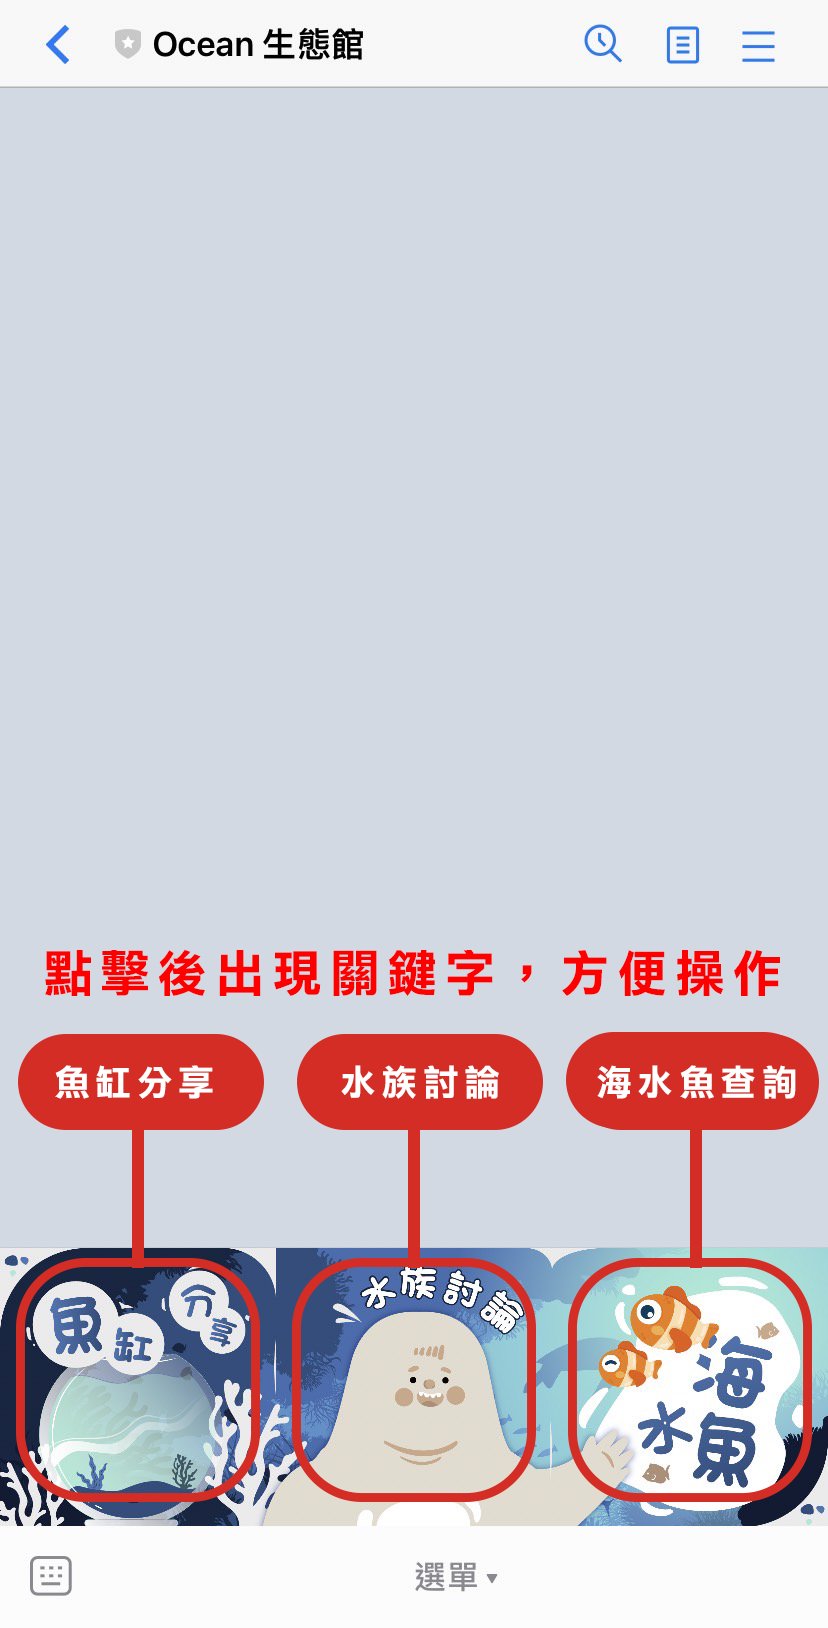 Ocean 生態館
點擊後出現關鍵字，方便操作
魚缸分享
水族討論
海水魚查詢
魚缸
分享
水族討論
海
水魚
選單